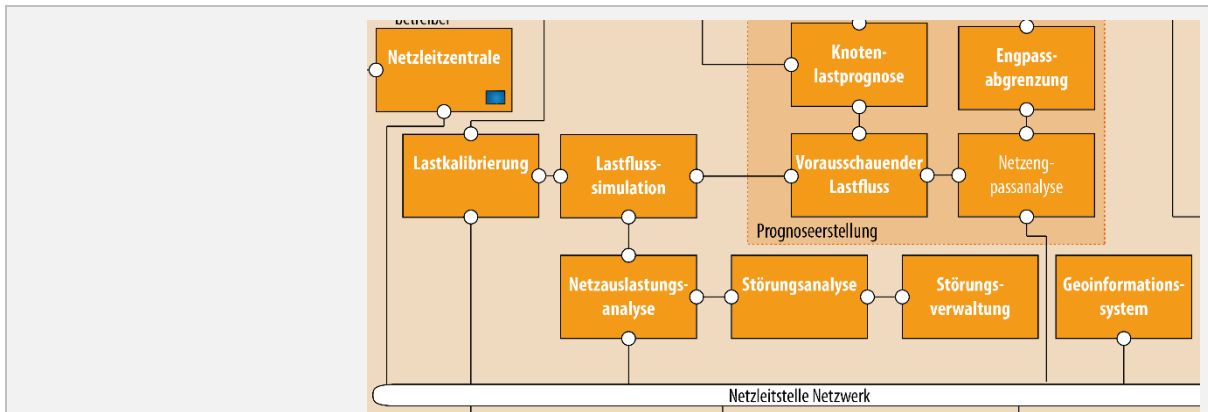 betreiber
Netzleitzentrale
Knoten-
lastprognose
Engpass-
abgrenzung
Lastkalibrierung
Lastfluss-
simulation
Vorausschauender
Lastfluss
Netzeng-
passanalyse
Prognoseerstellung
Netzauslastungs-
analyse
Störungsanalyse
Störungs-
verwaltung
Geoinformations-
system
Netzleitstelle Netzwerk